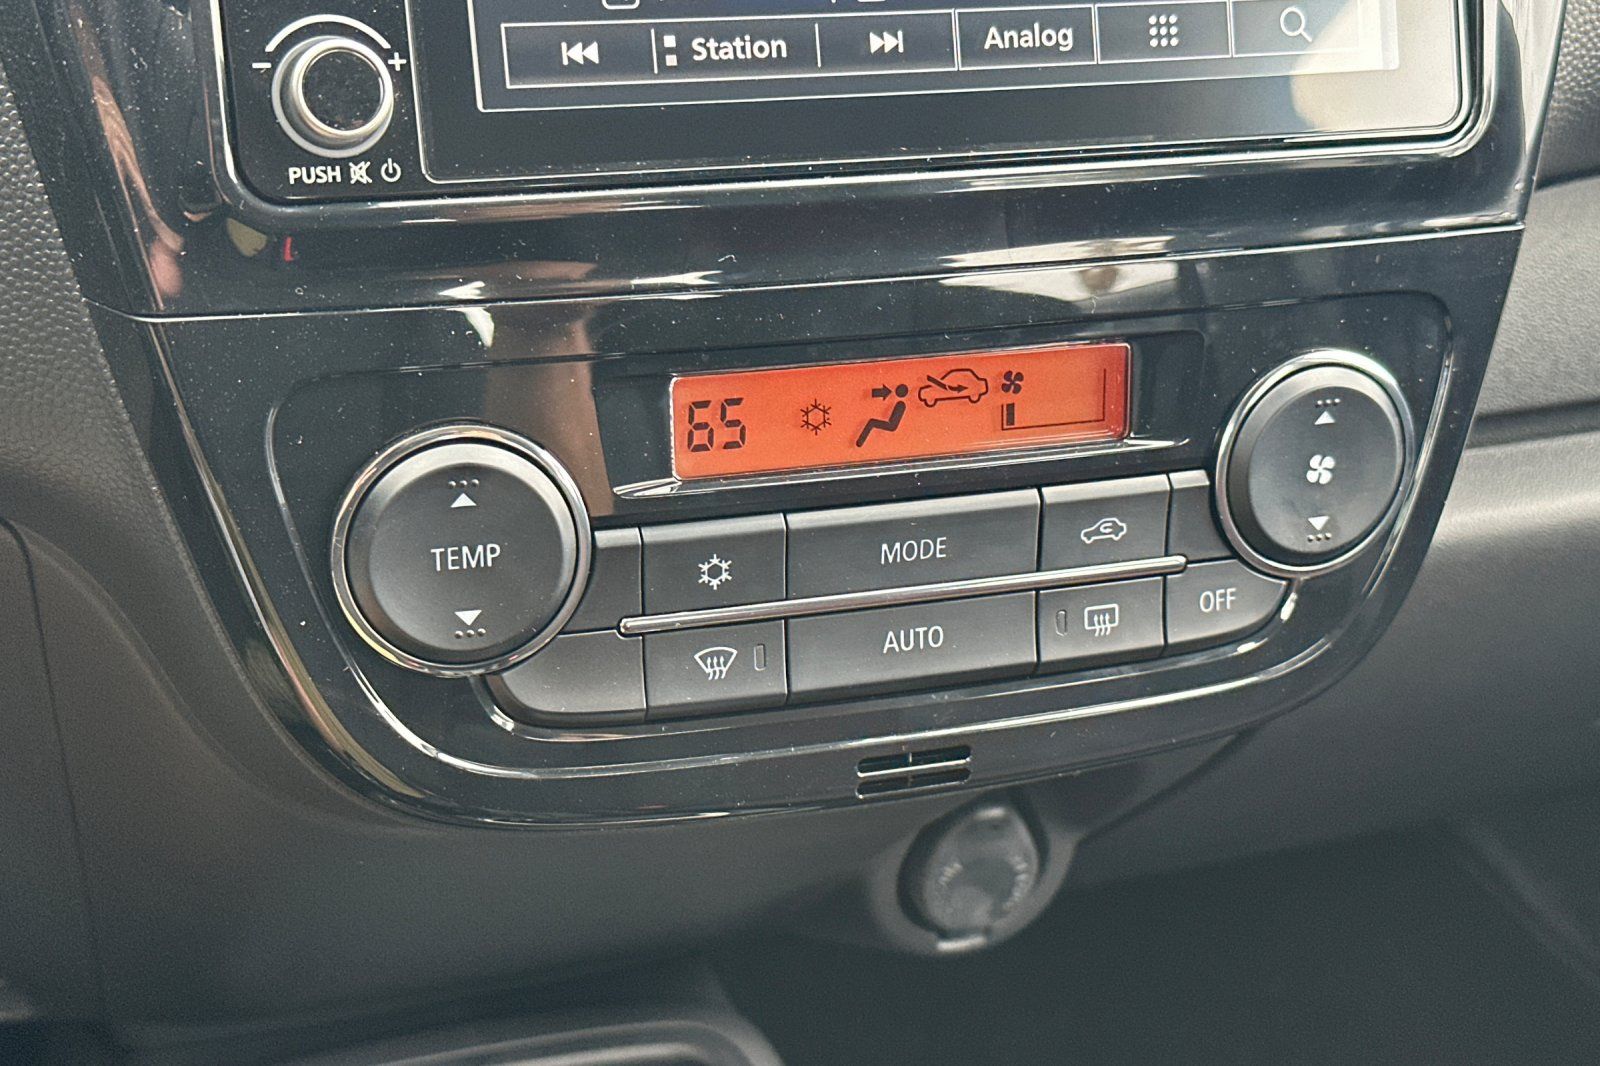 Station
Analog
- +
PUSH
65
TEMP
MODE
AUTO
OFF